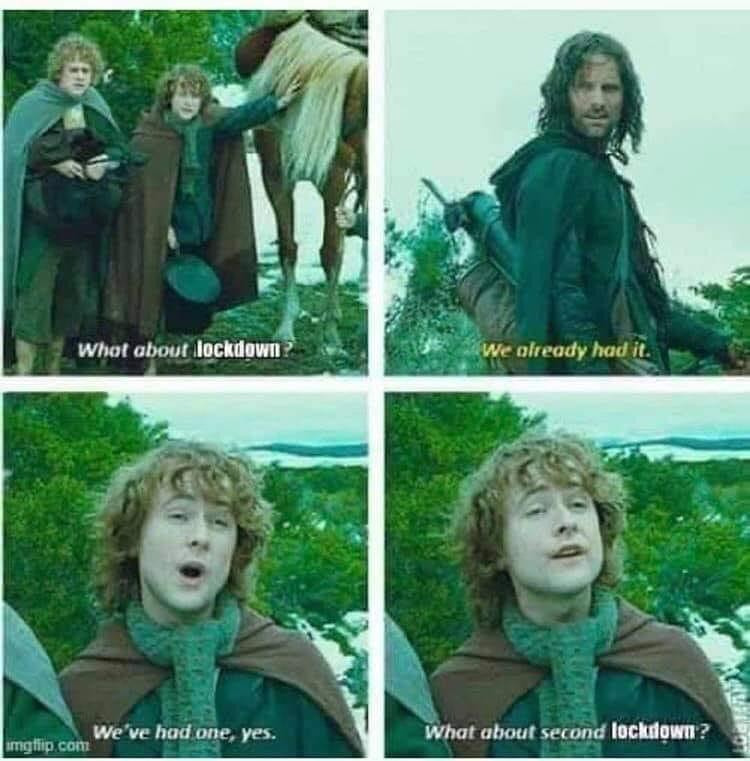 What about lockdown?
We already had it.
We've had one, yes.
imgflip.com
What about second lockdown?